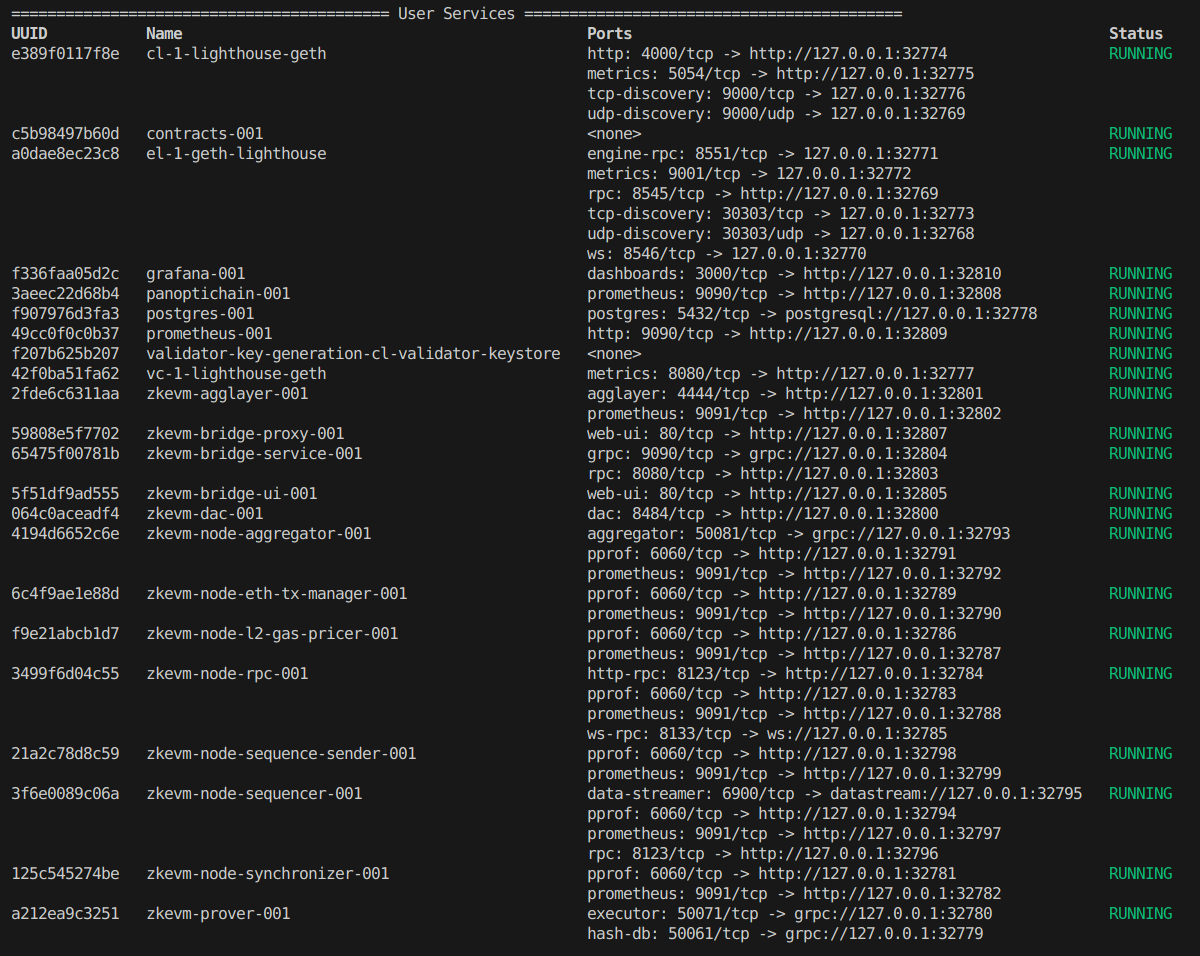 ========================================== User Services ==========================================
UUID Name Ports Status
e389f0117f8e cl-1-lighthouse-geth http: 4000/tcp -> http://127.0.0.1:32774 RUNNING
metrics: 5054/tcp -> http://127.0.0.1:32775
tcp-discovery: 9000/tcp -> 127.0.0.1:32776
udp-discovery: 9000/udp -> 127.0.0.1:32769
c5b98497b60d contracts-001 <none> RUNNING
a0dae8ec23c8 el-1-geth-lighthouse engine-rpc: 8551/tcp -> 127.0.0.1:32771 RUNNING
metrics: 9001/tcp -> 127.0.0.1:32772
rpc: 8545/tcp -> http://127.0.0.1:32769
tcp-discovery: 30303/tcp -> 127.0.0.1:32773
udp-discovery: 30303/udp -> 127.0.0.1:32768
ws: 8546/tcp -> 127.0.0.1:32770
f336faa05d2c grafana-001 dashboards: 3000/tcp -> http://127.0.0.1:32810 RUNNING
3aeec22d68b4 panoptichain-001 prometheus: 9090/tcp -> http://127.0.0.1:32808 RUNNING
f907976d3fa3 postgres-001 postgres: 5432/tcp -> postgresql://127.0.0.1:32778 RUNNING
49cc0f0c0b37 prometheus-001 http: 9090/tcp -> http://127.0.0.1:32809 RUNNING
f207b625b207 validator-key-generation-cl-validator-keystore <none> RUNNING
42f0ba51fa62 vc-1-lighthouse-geth metrics: 8080/tcp -> http://127.0.0.1:32777 RUNNING
2fde6c6311aa zkevm-agglayer-001 agglayer: 4444/tcp -> http://127.0.0.1:32801 RUNNING
prometheus: 9091/tcp -> http://127.0.0.1:32802
59808e5f7702 zkevm-bridge-proxy-001 web-ui: 80/tcp -> http://127.0.0.1:32807 RUNNING
65475f00781b zkevm-bridge-service-001 grpc: 9090/tcp -> grpc://127.0.0.1:32804 RUNNING
rpc: 8080/tcp -> http://127.0.0.1:32803
5f51df9ad555 zkevm-bridge-ui-001 web-ui: 80/tcp -> http://127.0.0.1:32805 RUNNING
064c0aceadf4 zkevm-dac-001 dac: 8484/tcp -> http://127.0.0.1:32800 RUNNING
4194d6652c6e zkevm-node-aggregator-001 aggregator: 50081/tcp -> grpc://127.0.0.1:32793 RUNNING
pprof: 6060/tcp -> http://127.0.0.1:32791
prometheus: 9091/tcp -> http://127.0.0.1:32792
6c4f9ae1e88d zkevm-node-eth-tx-manager-001 pprof: 6060/tcp -> http://127.0.0.1:32789 RUNNING
prometheus: 9091/tcp -> http://127.0.0.1:32790
f9e21abcb1d7 zkevm-node-l2-gas-pricer-001 pprof: 6060/tcp -> http://127.0.0.1:32786 RUNNING
prometheus: 9091/tcp -> http://127.0.0.1:32787
3499f6d04c55 zkevm-node-rpc-001 http-rpc: 8123/tcp -> http://127.0.0.1:32784 RUNNING
pprof: 6060/tcp -> http://127.0.0.1:32783
prometheus: 9091/tcp -> http://127.0.0.1:32788
ws-rpc: 8133/tcp -> ws://127.0.0.1:32785
21a2c78d8c59 zkevm-node-sequence-sender-001 pprof: 6060/tcp -> http://127.0.0.1:32798 RUNNING
prometheus: 9091/tcp -> http://127.0.0.1:32799
3f6e0089c06a zkevm-node-sequencer-001 data-streamer: 6900/tcp -> datastream://127.0.0.1:32795 RUNNING
pprof: 6060/tcp -> http://127.0.0.1:32794
prometheus: 9091/tcp -> http://127.0.0.1:32797
rpc: 8123/tcp -> http://127.0.0.1:32796
125c545274be zkevm-node-synchronizer-001 pprof: 6060/tcp -> http://127.0.0.1:32781 RUNNING
prometheus: 9091/tcp -> http://127.0.0.1:32782
a212ea9c3251 zkevm-prover-001 executor: 50071/tcp -> grpc://127.0.0.1:32780 RUNNING
hash-db: 50061/tcp -> grpc://127.0.0.1:32779